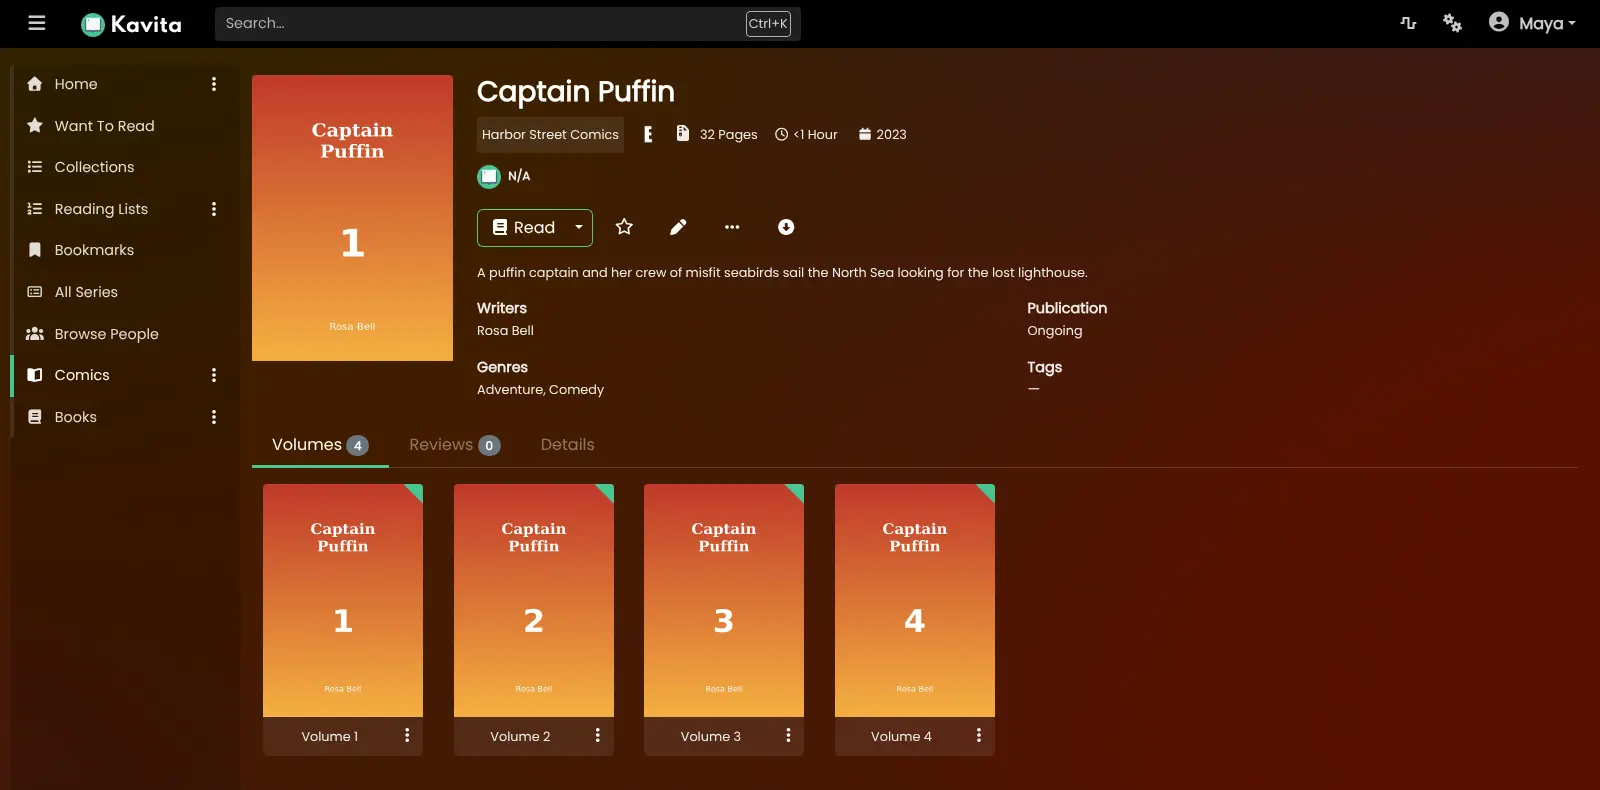 Kavita
Search...
Ctrl+K
Maya
Home
Want To Read
Collections
Reading Lists
Bookmarks
All Series
Browse People
Comics
Books
Captain
Puffin
1
Rosa Bell
Captain Puffin
Harbor Street Comics
E
32 Pages
<1 Hour
2023
N/A
Read
A puffin captain and her crew of misfit seabirds sail the North Sea looking for the lost lighthouse.
Writers
Rosa Bell
Publication
Ongoing
Genres
Adventure, Comedy
Tags
—
Volumes 4
Reviews 0
Details
Captain
Puffin
1
Rosa Bell
Volume 1
Captain
Puffin
2
Rosa Bell
Volume 2
Captain
Puffin
3
Rosa Bell
Volume 3
Captain
Puffin
4
Rosa Bell
Volume 4